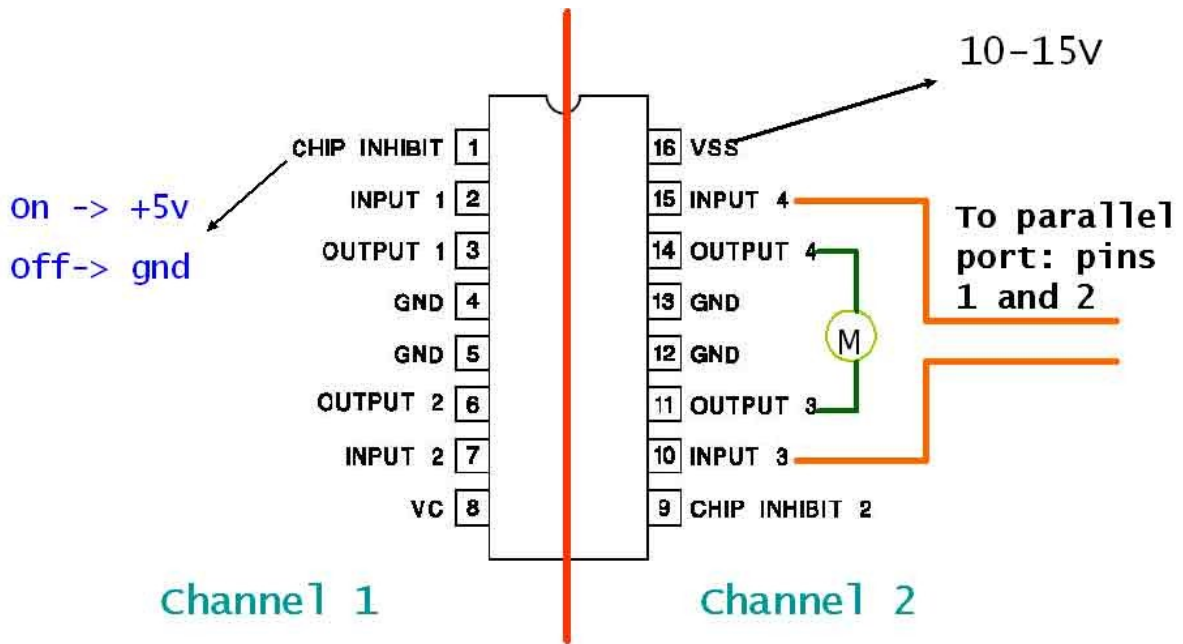 10-15V
CHIP INHIBIT 1
INPUT 1 2
OUTPUT 1 3
GND 4
GND 5
OUTPUT 2 6
INPUT 2 7
VC 8
16 VSS
15 INPUT 4
14 OUTPUT 4
13 GND
12 GND
11 OUTPUT 3
10 INPUT 3
9 CHIP INHIBIT 2
On -> +5v
Off-> gnd
To parallel
port: pins
1 and 2
M
Channel 1
Channel 2